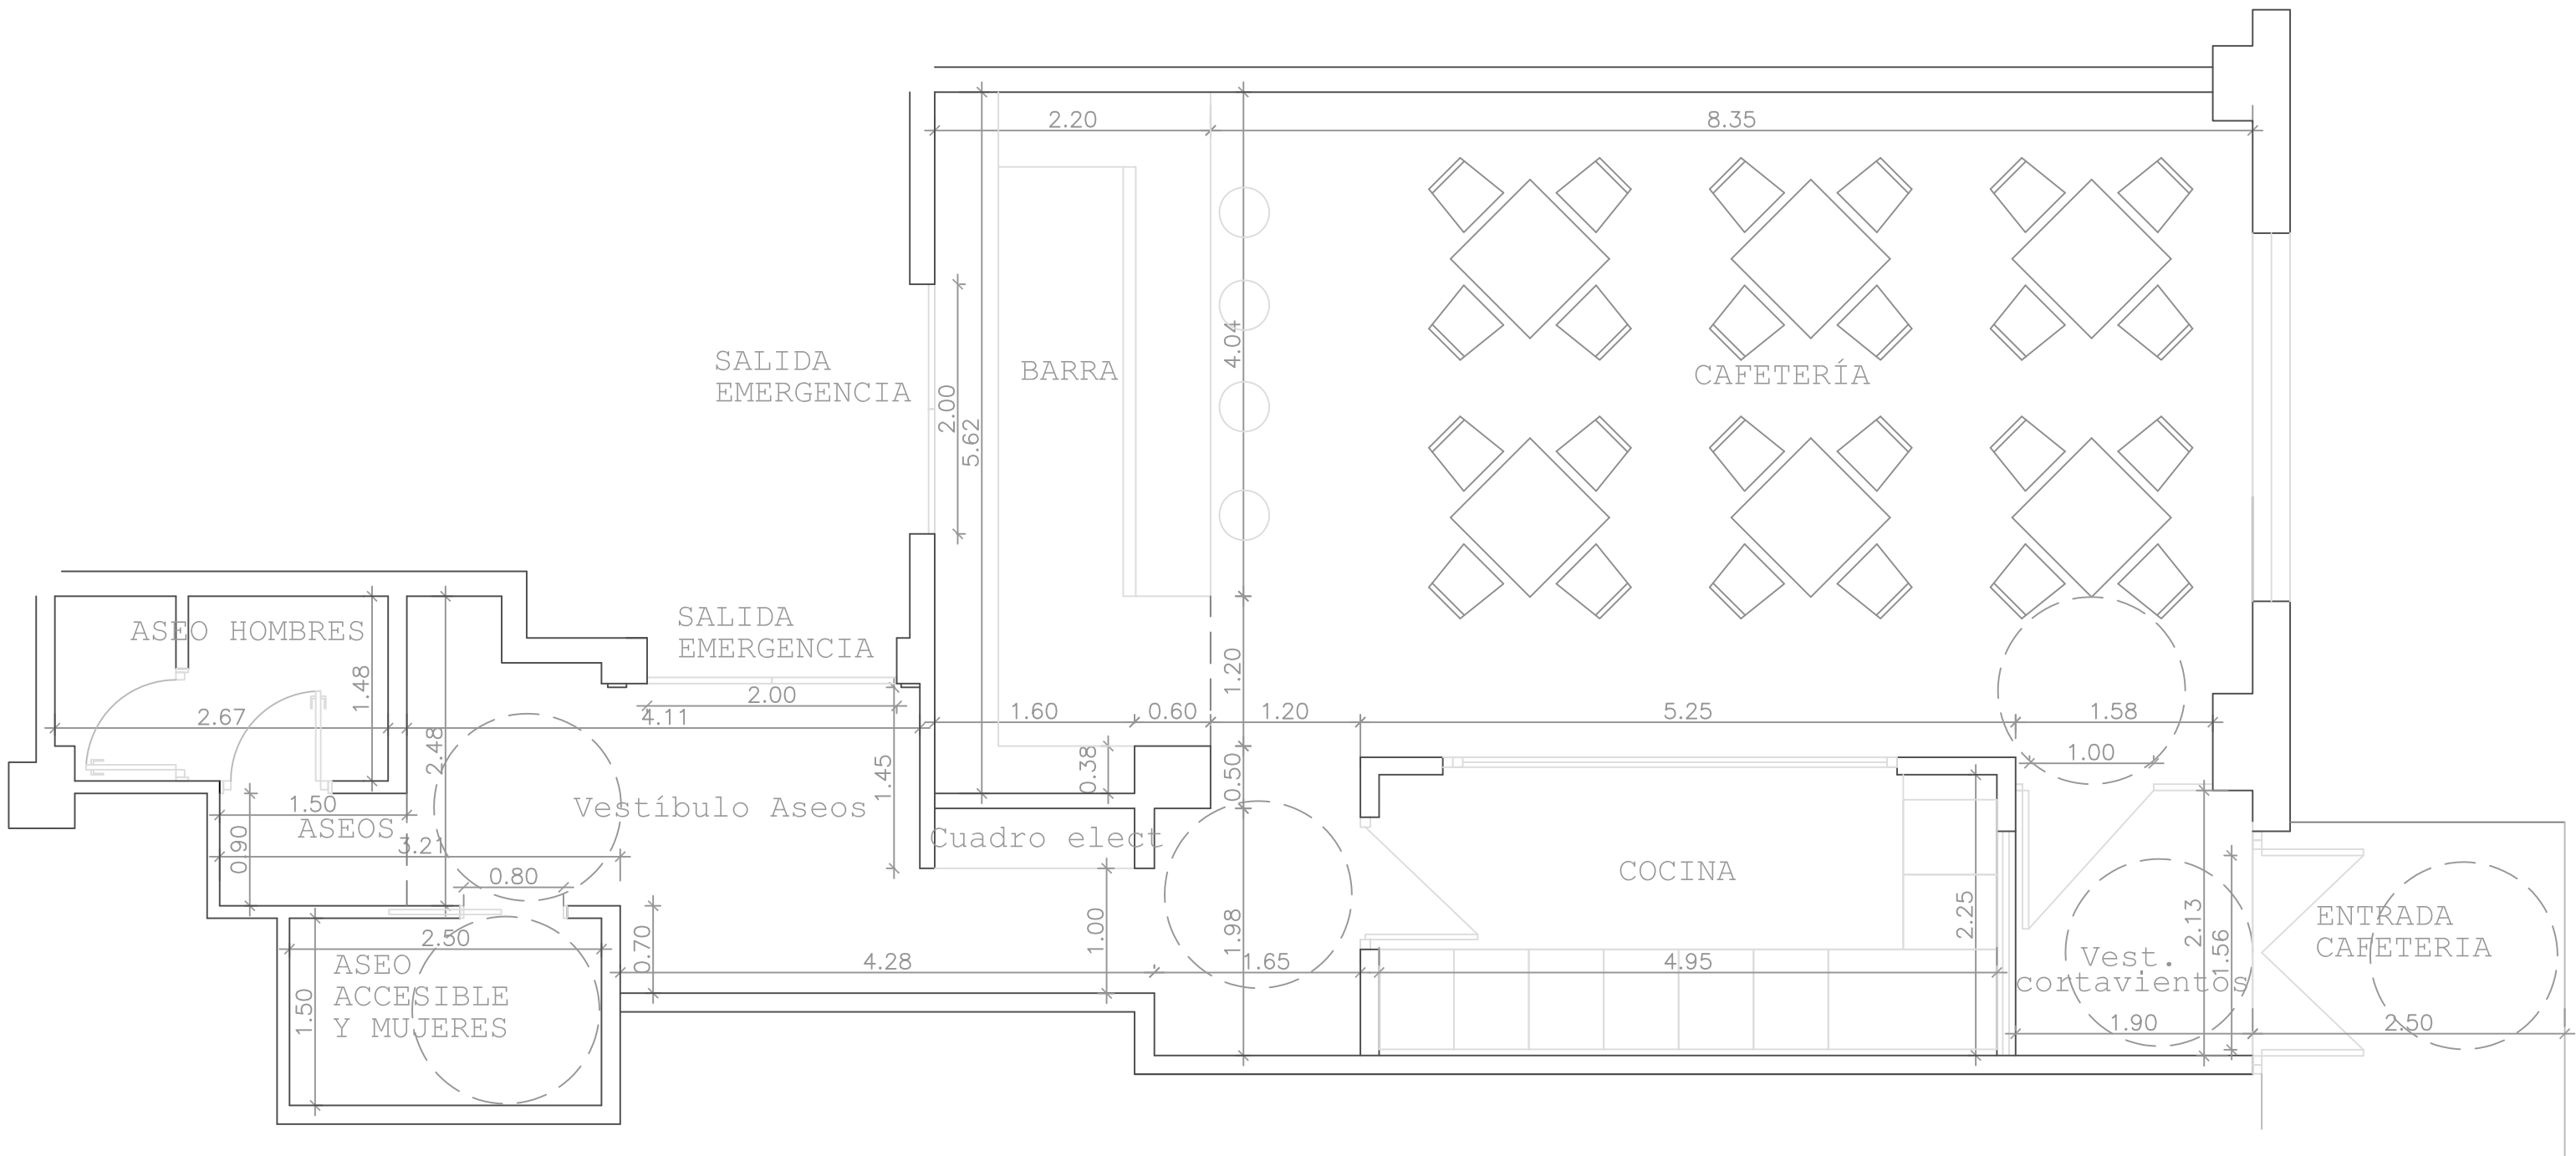 2.20
8.35
4.04
SALIDA
EMERGENCIA
2.00
5.62
BARRA
CAFETERÍA
SALIDA
EMERGENCIA
2.00
ASEO HOMBRES
1.48
2.67
4.11
2.48
1.45
1.60
0.60
1.20
1.20
5.25
1.58
1.00
0.38
0.50
1.50
ASEOS
0.90
3.21
Vestíbulo Aseos
0.80
Cuadro elect
COCINA
2.25
2.13
1.56
ENTRADA
CAFETERIA
Vest.
cortavientos
1.90
2.50
2.50
ASEO
ACCESIBLE
Y MUJERES
1.50
0.70
4.28
1.00
1.98
1.65
4.95